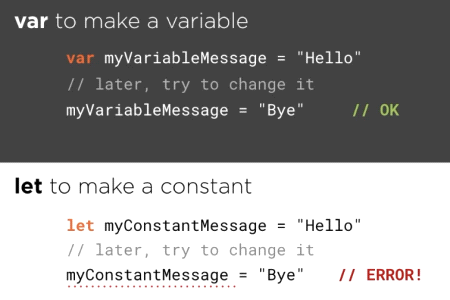 var to make a variable
var myVariableMessage = "Hello"
// later, try to change it
myVariableMessage = "Bye" // OK
let to make a constant
let myConstantMessage = "Hello"
// later, try to change it
myConstantMessage = "Bye" // ERROR!